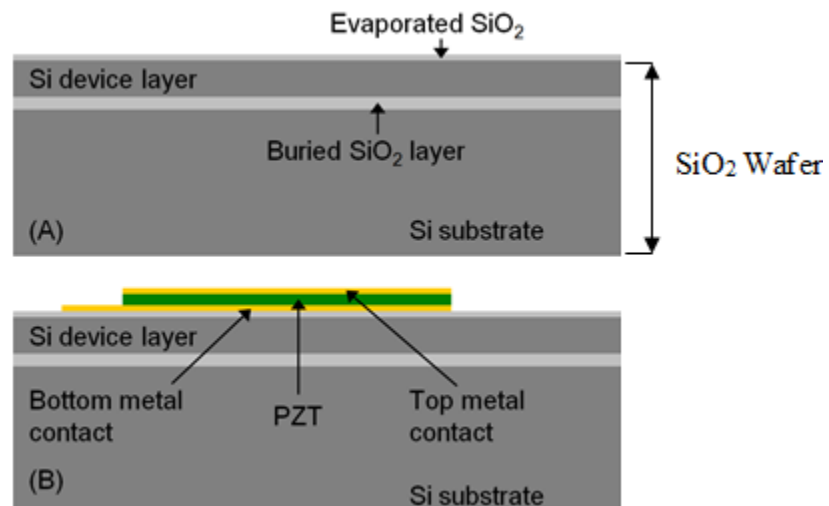 Evaporated SiO₂
Si device layer
Buried SiO₂ layer
SiO₂ Wafer
(A)
Si substrate
Si device layer
Bottom metal
contact
PZT
Top metal
contact
(B)
Si substrate